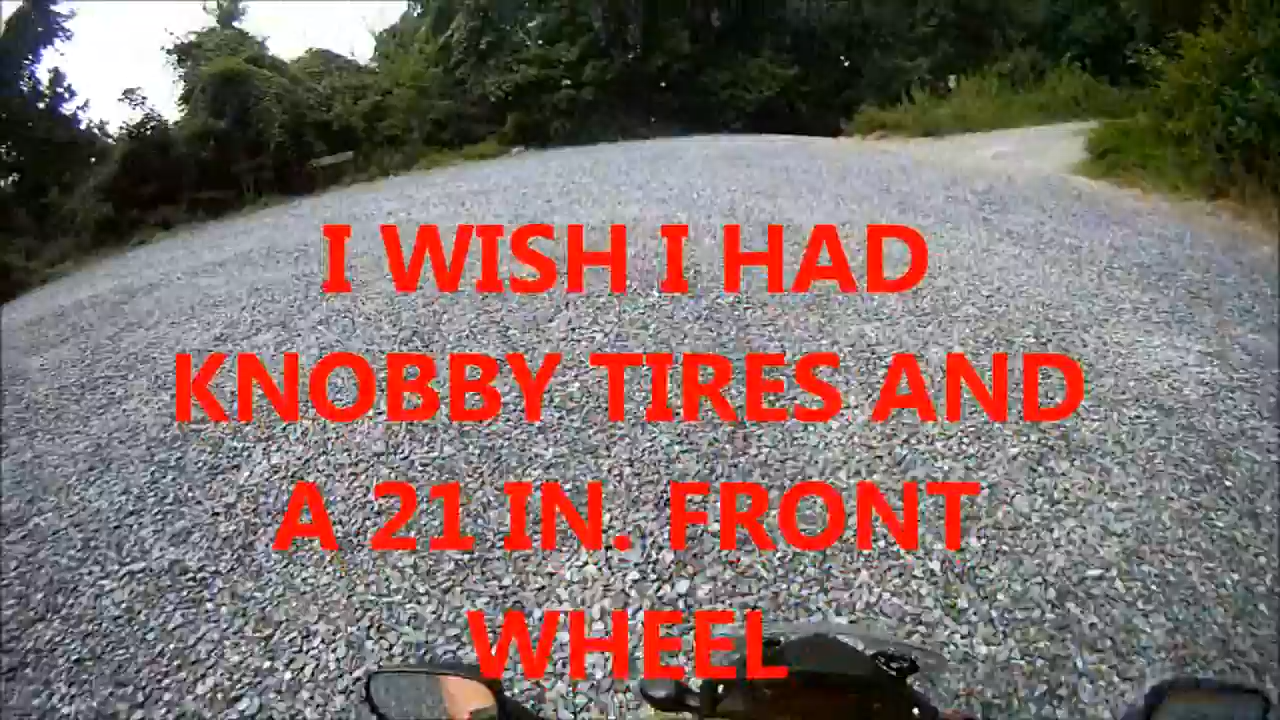 I WISH I HAD
KNOBBY TIRES AND
A 21 IN. FRONT
WHEEL